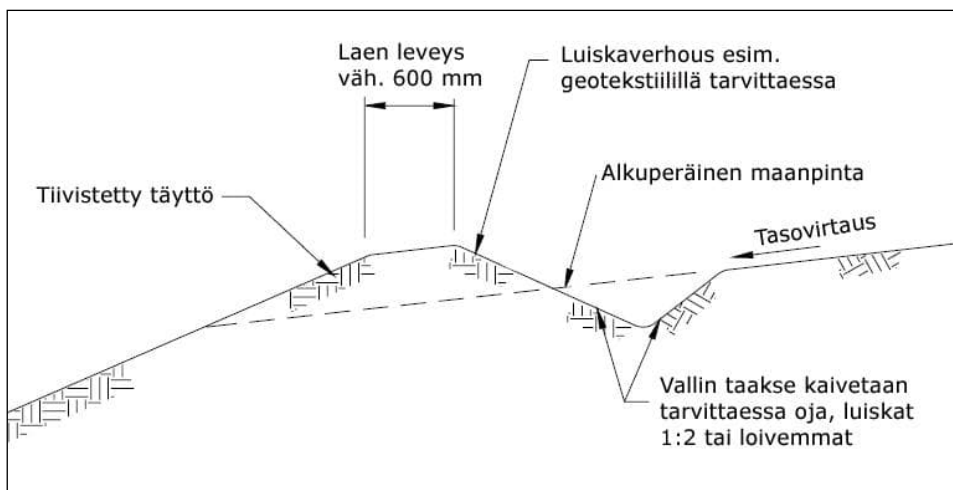 Laen leveys
väh. 600 mm
Luiskaverhous esim.
geotekstiilillä tarvittaessa
Tiivistetty täyttö
Alkuperäinen maanpinta
Tasovirtaus
Vallin taakse kaivetaan
tarvittaessa oja, luiskat
1:2 tai loivemmat